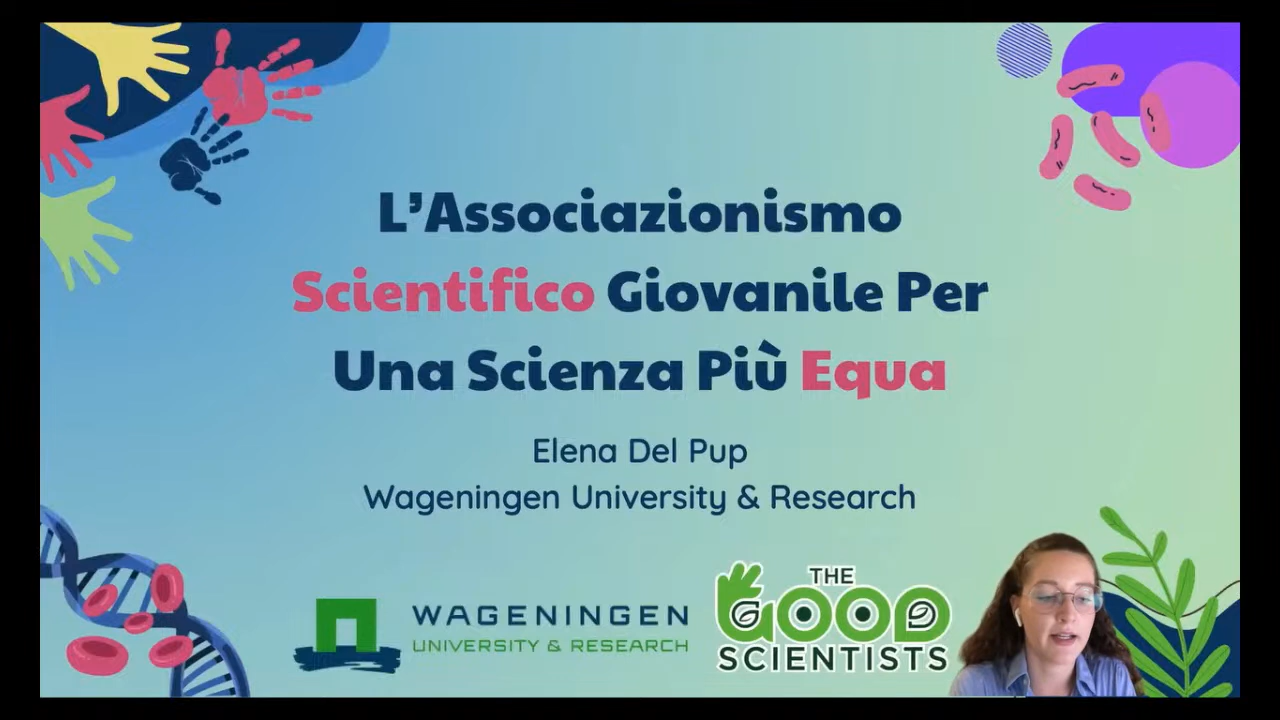 L'Associazionismo
Scientifico Giovanile Per
Una Scienza Più Equa
Elena Del Pup
Wageningen University & Research
WAGENINGEN
UNIVERSITY & RESEARCH
THE
GOOD
SCIENTISTS